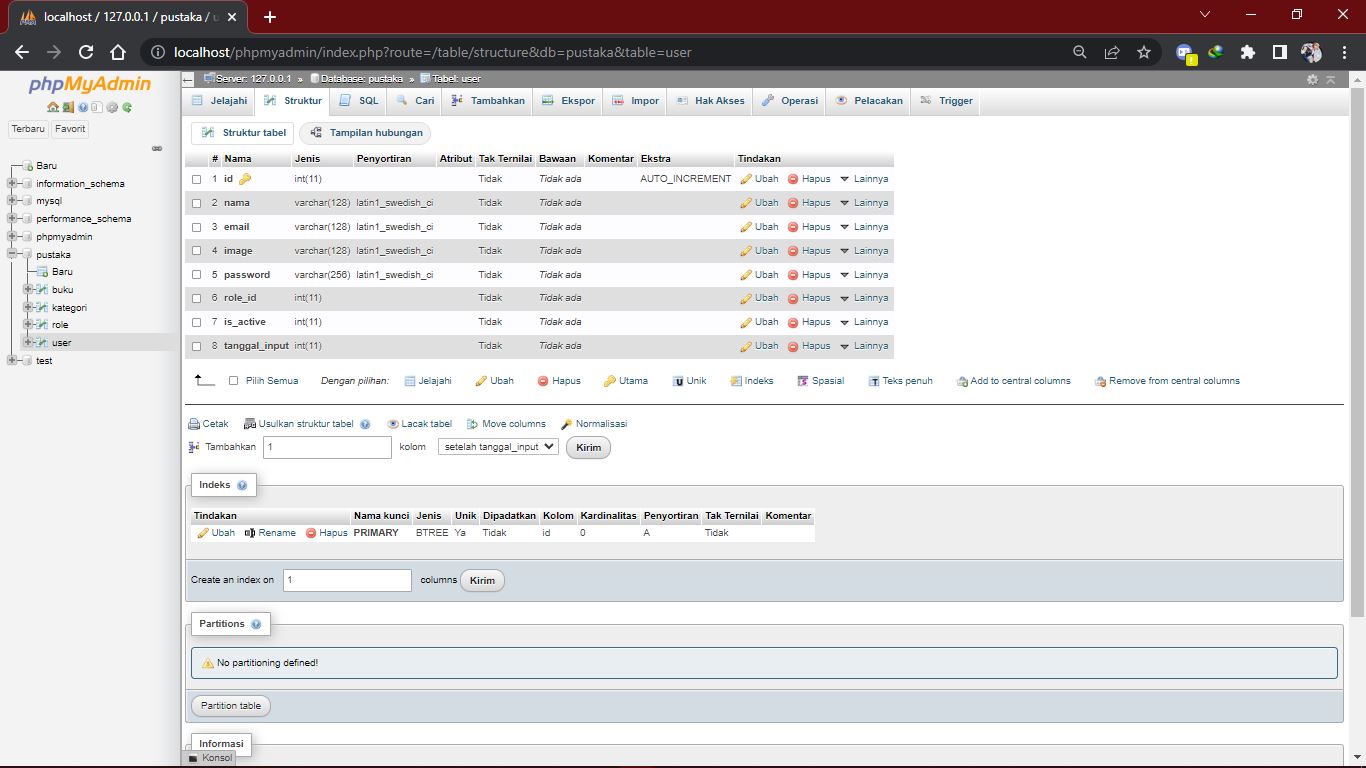 localhost / 127.0.0.1 / pustaka / u
localhost/phpmyadmin/index.php?route=/table/structure&db=pustaka&table=user
phpMyAdmin
Terbaru Favorit
Baru
information_schema
mysql
performance_schema
phpmyadmin
pustaka
Baru
buku
kategori
role
user
test
Server: 127.0.0.1 » Database: pustaka » Tabel: user
Jelajahi Struktur SQL Cari Tambahkan Ekspor Impor Hak Akses Operasi Pelacakan Trigger
Struktur tabel Tampilan hubungan
# Nama Jenis Penyortiran Atribut Tak Ternilai Bawaan Komentar Ekstra Tindakan
1 id int(11) Tidak Tidak ada AUTO_INCREMENT Ubah Hapus Lainnya
2 nama varchar(128) latin1_swedish_ci Tidak Tidak ada Ubah Hapus Lainnya
3 email varchar(128) latin1_swedish_ci Tidak Tidak ada Ubah Hapus Lainnya
4 image varchar(128) latin1_swedish_ci Tidak Tidak ada Ubah Hapus Lainnya
5 password varchar(256) latin1_swedish_ci Tidak Tidak ada Ubah Hapus Lainnya
6 role_id int(11) Tidak Tidak ada Ubah Hapus Lainnya
7 is_active int(11) Tidak Tidak ada Ubah Hapus Lainnya
8 tanggal_input int(11) Tidak Tidak ada Ubah Hapus Lainnya
Pilih Semua Dengan pilihan: Jelajahi Ubah Hapus Utama Unik Indeks Spasial Teks penuh Add to central columns Remove from central columns
Cetak Usulkan struktur tabel Lacak tabel Move columns Normalisasi
Tambahkan 1 kolom setelah tanggal_input Kirim
Indeks
Tindakan Nama kunci Jenis Unik Dipadatkan Kolom Kardinalitas Penyortiran Tak Ternilai Komentar
Ubah Rename Hapus PRIMARY BTREE Ya Tidak id 0 A Tidak
Create an index on 1 columns Kirim
Partitions
No partitioning defined!
Partition table
Informasi
Konsol